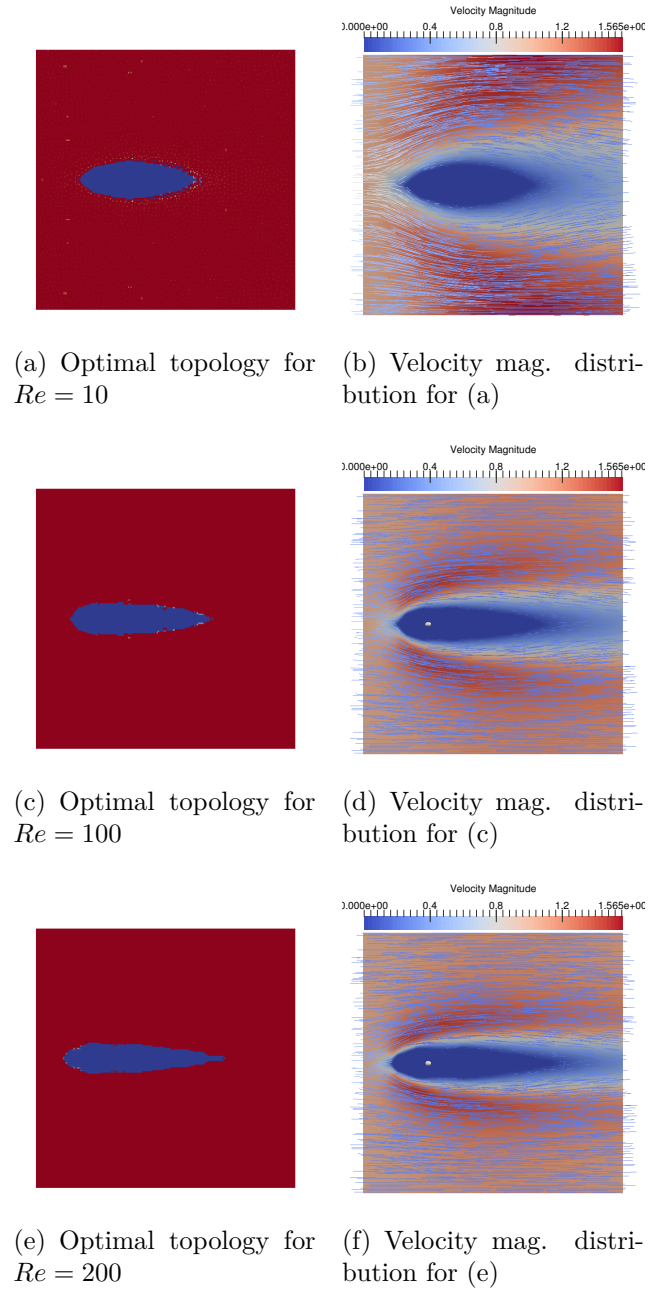 Velocity Magnitude
0.000e+00 0.4 0.8 1.2 1.565e+00
(a) Optimal topology for
Re = 10
(b) Velocity mag. distri-
bution for (a)
Velocity Magnitude
0.000e+00 0.4 0.8 1.2 1.565e+00
(c) Optimal topology for
Re = 100
(d) Velocity mag. distri-
bution for (c)
Velocity Magnitude
0.000e+00 0.4 0.8 1.2 1.565e+00
(e) Optimal topology for
Re = 200
(f) Velocity mag. distri-
bution for (e)